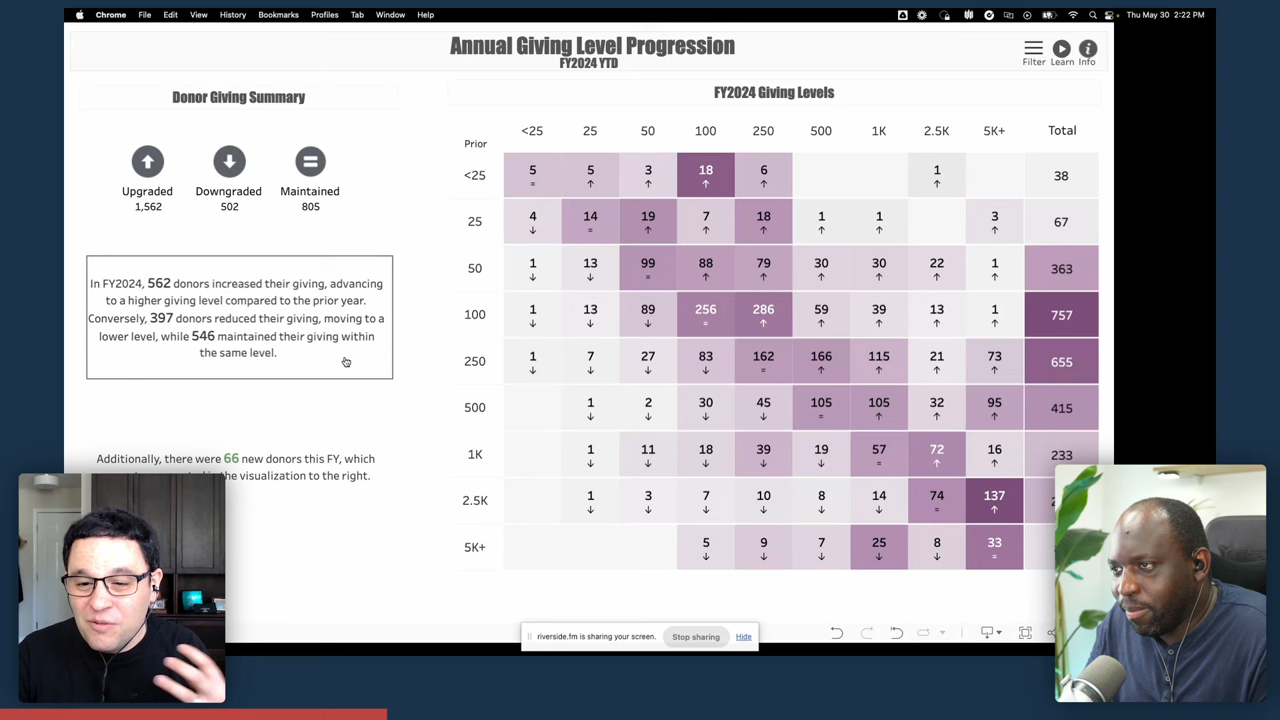 Chrome File Edit View History Bookmarks Profiles Tab Window Help Thu May 30 2:22 PM
Annual Giving Level Progression
FY2024 YTD
Filter Learn Info
Donor Giving Summary
Upgraded Downgraded Maintained
1,562 502 805
In FY2024, 562 donors increased their giving, advancing
to a higher giving level compared to the prior year.
Conversely, 397 donors reduced their giving, moving to a
lower level, while 546 maintained their giving within
the same level.
Additionally, there were 66 new donors this FY, which
the visualization to the right.
FY2024 Giving Levels
Prior <25 25 50 100 250 500 1K 2.5K 5K+ Total
<25 5 = 5 ↑ 3 ↑ 18 ↑ 6 ↑ 1 ↑ 38
25 4 ↓ 14 = 19 ↑ 7 ↑ 18 ↑ 1 ↑ 1 ↑ 3 ↑ 67
50 1 ↓ 13 ↓ 99 = 88 ↑ 79 ↑ 30 ↑ 30 ↑ 22 ↑ 1 ↑ 363
100 1 ↓ 13 ↓ 89 ↓ 256 = 286 ↑ 59 ↑ 39 ↑ 13 ↑ 1 ↑ 757
250 1 ↓ 7 ↓ 27 ↓ 83 ↓ 162 = 166 ↑ 115 ↑ 21 ↑ 73 ↑ 655
500 1 ↓ 2 ↓ 30 ↓ 45 ↓ 105 = 105 ↑ 32 ↑ 95 ↑ 415
1K 1 ↓ 11 ↓ 18 ↓ 39 ↓ 19 ↓ 57 = 72 ↑ 16 ↑ 233
2.5K 1 ↓ 3 ↓ 7 ↓ 10 ↓ 8 ↓ 14 ↓ 74 = 137 ↑
5K+ 5 ↓ 9 ↓ 7 ↓ 25 ↓ 8 ↓ 33 =
riverside.fm is sharing your screen. Stop sharing Hide